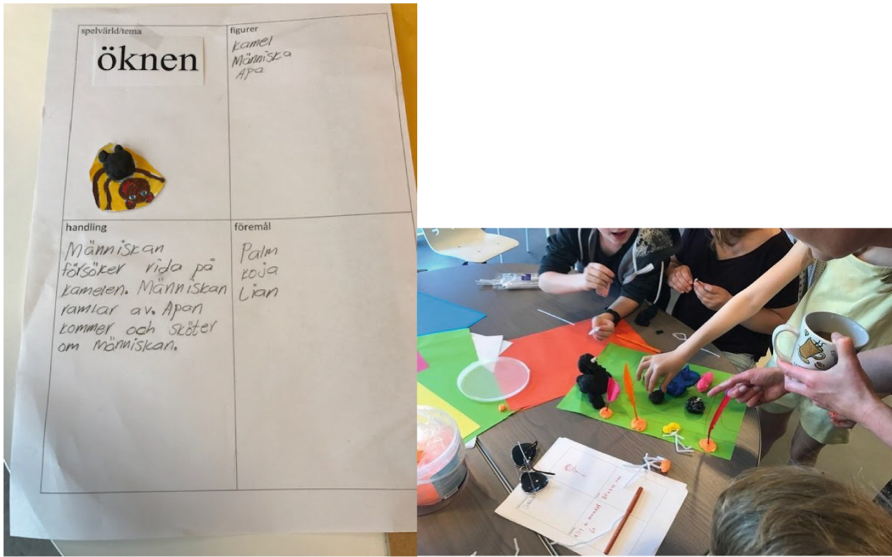 spelvärld/tema
öknen
figurer
Kamel
Människa
Apa
handling
Människan
försöker rida på
kamelen. Människan
ramlar av. Apan
kommer och sköter
om människan.
föremål
Palm
koja
Lian